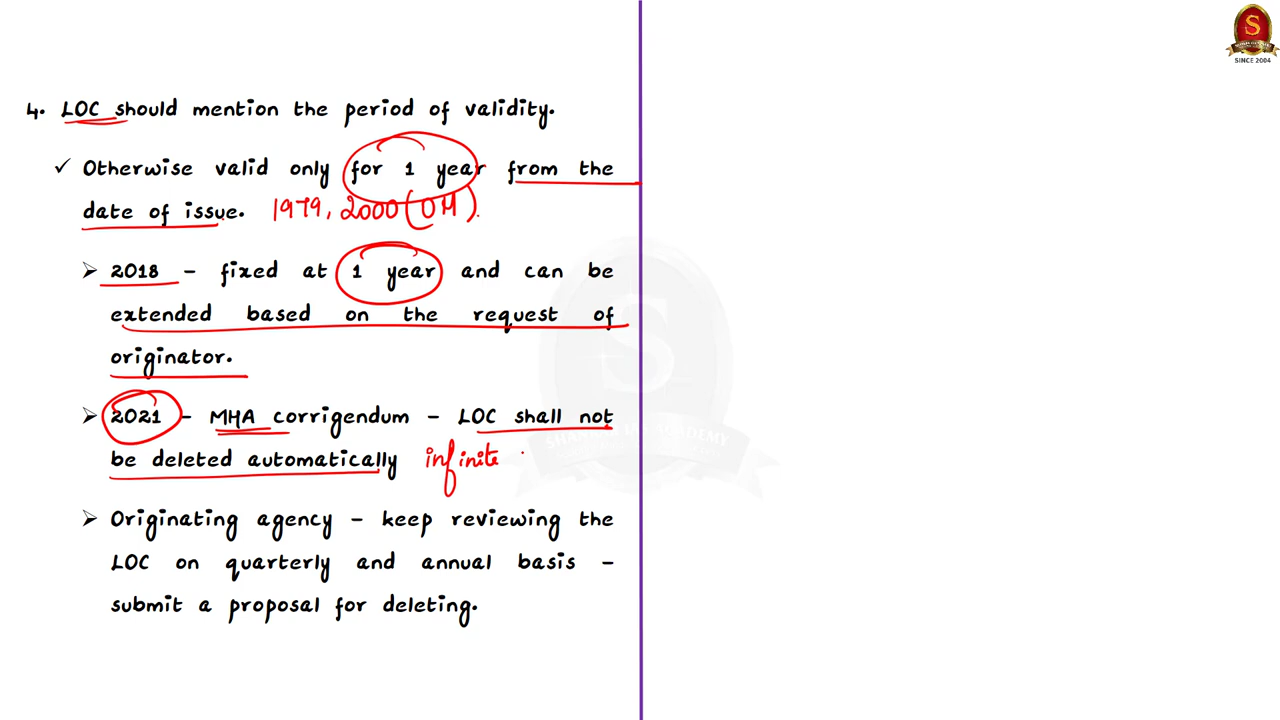 4. LOC should mention the period of validity.
✓ Otherwise valid only for 1 year from the
date of issue. 1979, 2000 (OM).
➢ 2018 – fixed at 1 year and can be
extended based on the request of
originator.
➢ 2021 – MHA corrigendum – LOC shall not
be deleted automatically infinite
➢ Originating agency – keep reviewing the
LOC on quarterly and annual basis –
submit a proposal for deleting.
S
SINCE 2004